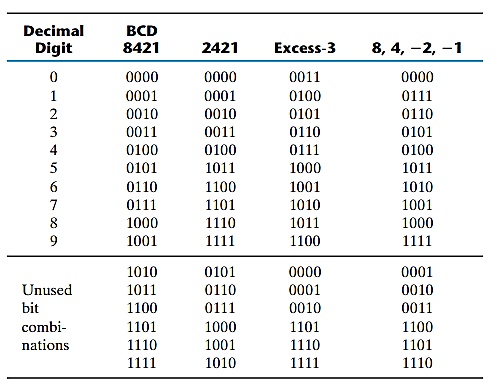 Decimal Digit BCD 8421 2421 Excess-3 8, 4, −2, −1
0 0000 0000 0011 0000
1 0001 0001 0100 0111
2 0010 0010 0101 0110
3 0011 0011 0110 0101
4 0100 0100 0111 0100
5 0101 1011 1000 1011
6 0110 1100 1001 1010
7 0111 1101 1010 1001
8 1000 1110 1011 1000
9 1001 1111 1100 1111
1010 0101 0000 0001
Unused 1011 0110 0001 0010
bit 1100 0111 0010 0011
combi- 1101 1000 1101 1100
nations 1110 1001 1110 1101
1111 1010 1111 1110